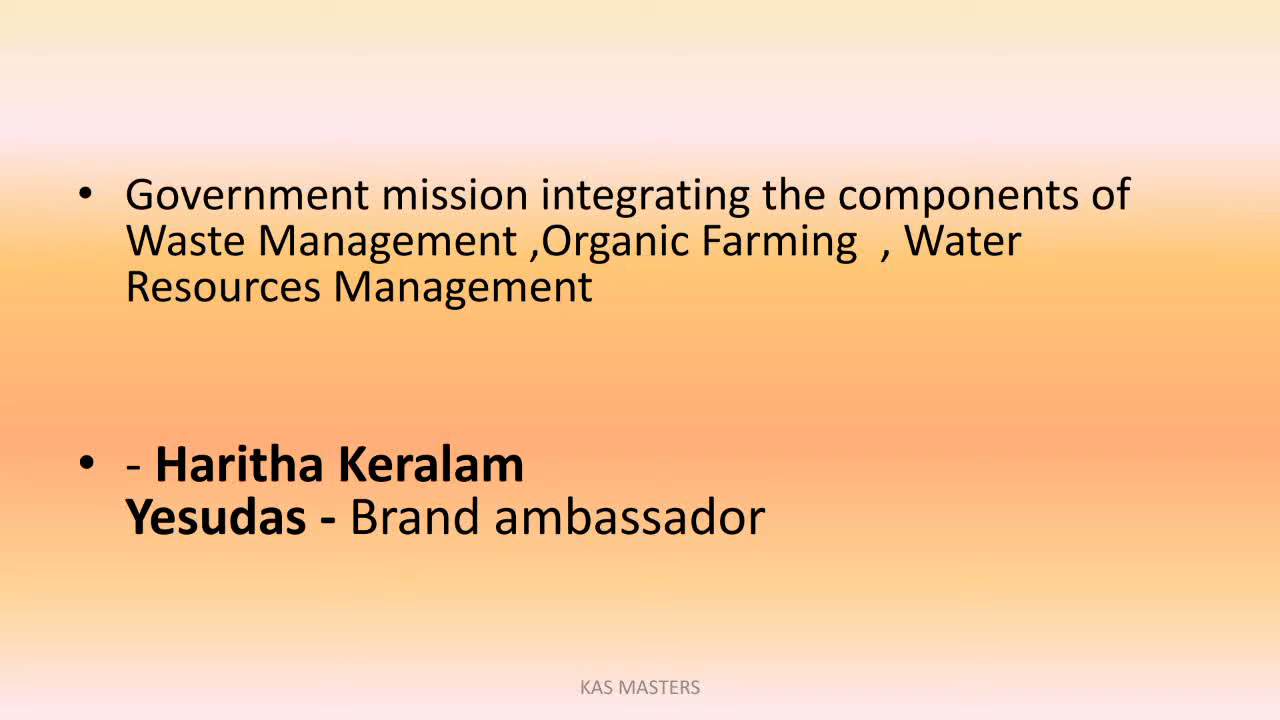 • Government mission integrating the components of
Waste Management ,Organic Farming  , Water
Resources Management
• - Haritha Keralam
Yesudas - Brand ambassador
KAS MASTERS